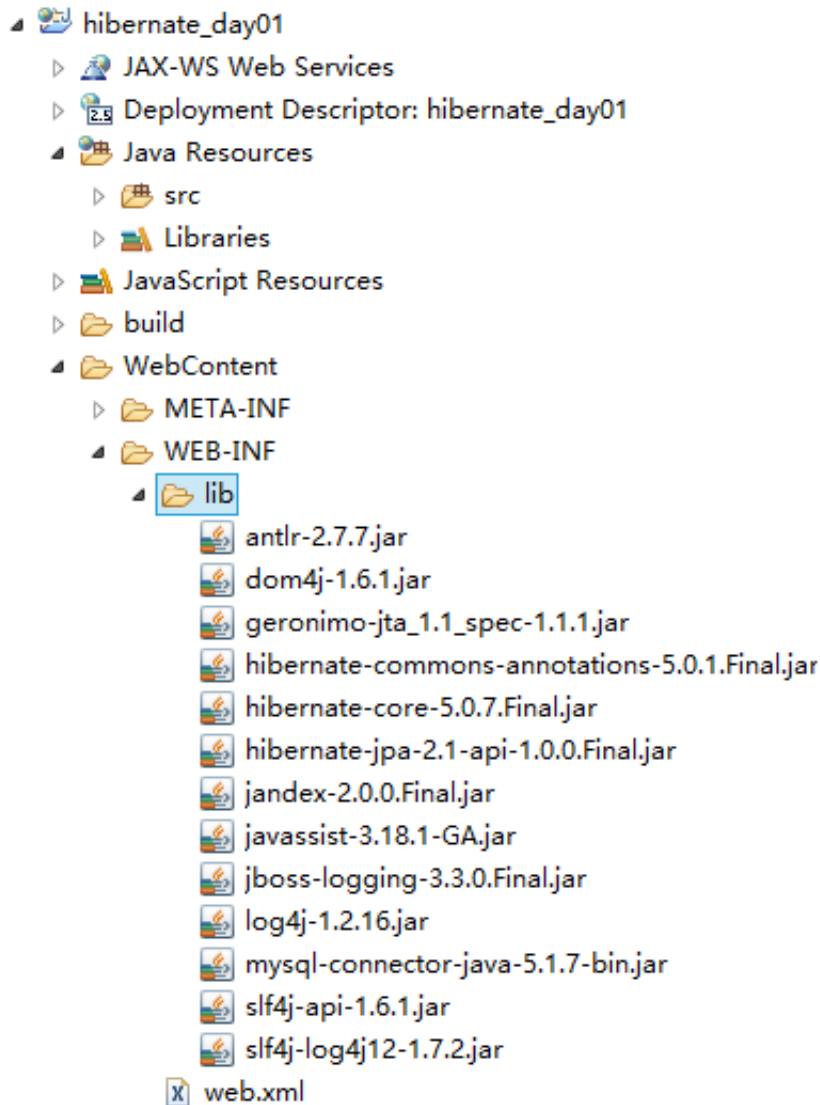 hibernate_day01
JAX-WS Web Services
2.5 Deployment Descriptor: hibernate_day01
Java Resources
src
Libraries
JavaScript Resources
build
WebContent
META-INF
WEB-INF
lib
antlr-2.7.7.jar
dom4j-1.6.1.jar
geronimo-jta_1.1_spec-1.1.1.jar
hibernate-commons-annotations-5.0.1.Final.jar
hibernate-core-5.0.7.Final.jar
hibernate-jpa-2.1-api-1.0.0.Final.jar
jandex-2.0.0.Final.jar
javassist-3.18.1-GA.jar
jboss-logging-3.3.0.Final.jar
log4j-1.2.16.jar
mysql-connector-java-5.1.7-bin.jar
slf4j-api-1.6.1.jar
slf4j-log4j12-1.7.2.jar
X web.xml